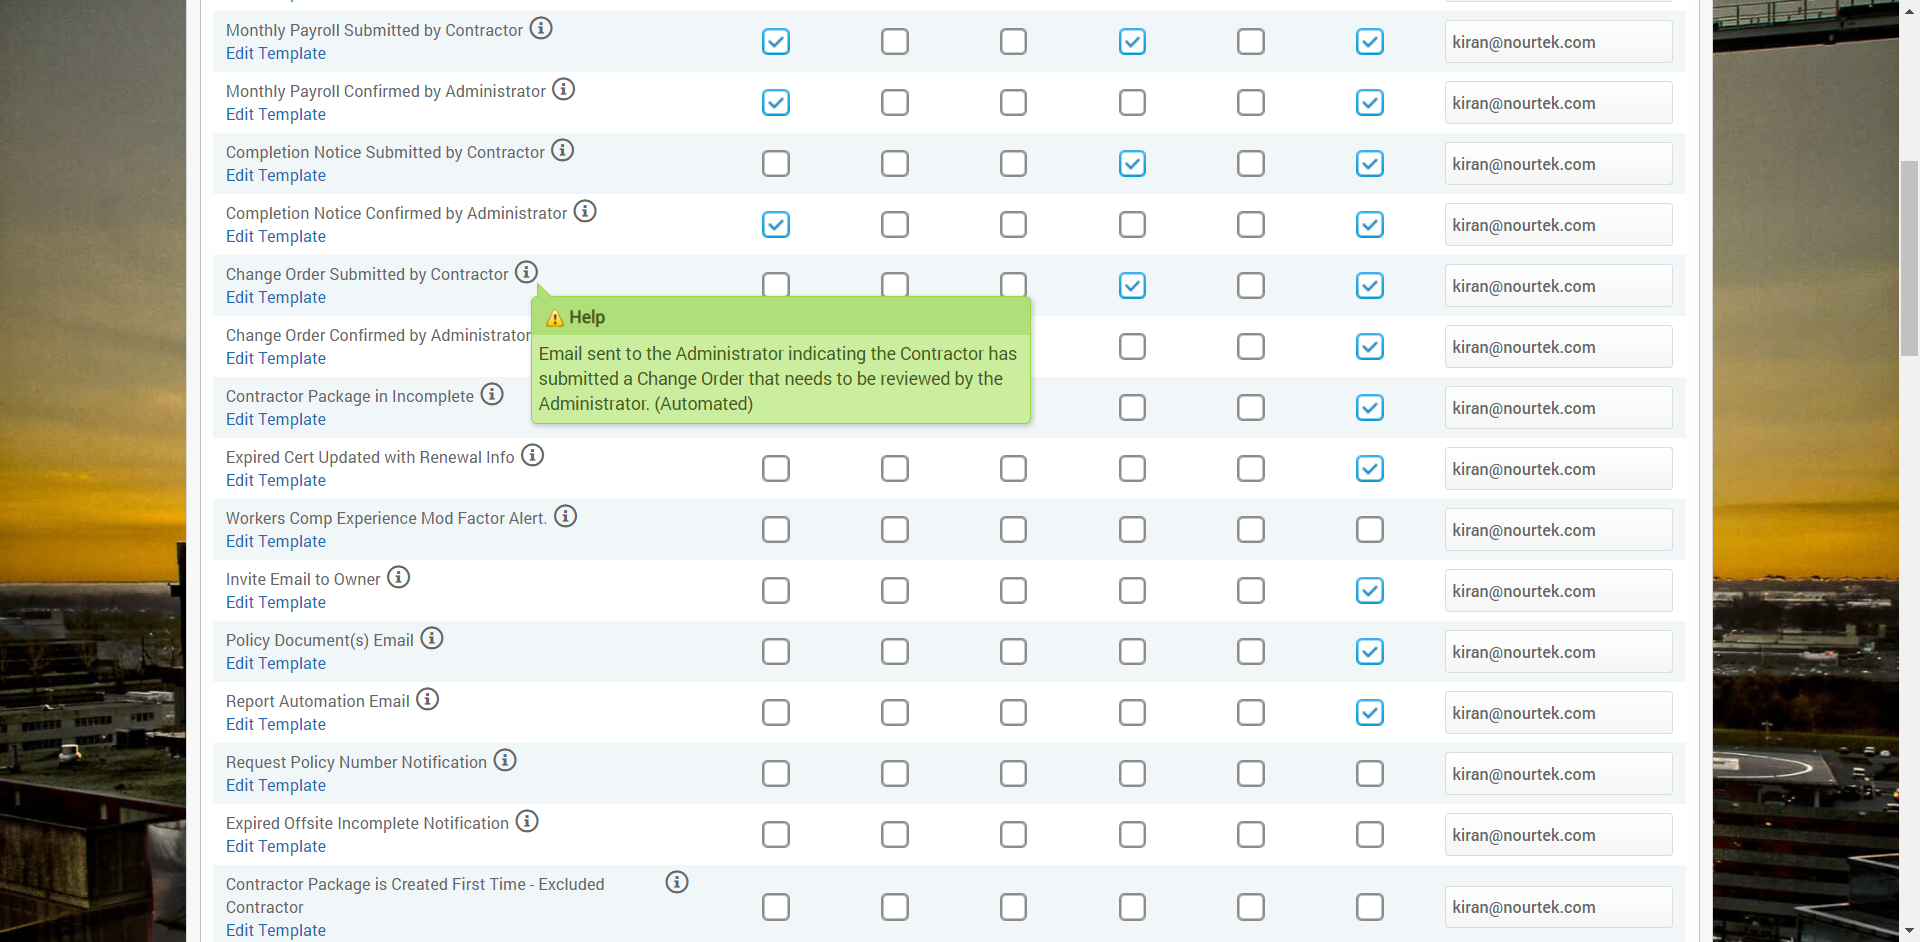 Monthly Payroll Submitted by Contractor
Edit Template
kiran@nourtek.com
Monthly Payroll Confirmed by Administrator
Edit Template
kiran@nourtek.com
Completion Notice Submitted by Contractor
Edit Template
kiran@nourtek.com
Completion Notice Confirmed by Administrator
Edit Template
kiran@nourtek.com
Change Order Submitted by Contractor
Edit Template
kiran@nourtek.com
Help
Email sent to the Administrator indicating the Contractor has
submitted a Change Order that needs to be reviewed by the
Administrator. (Automated)
Change Order Confirmed by Administrator
Edit Template
kiran@nourtek.com
Contractor Package in Incomplete
Edit Template
kiran@nourtek.com
Expired Cert Updated with Renewal Info
Edit Template
kiran@nourtek.com
Workers Comp Experience Mod Factor Alert.
Edit Template
kiran@nourtek.com
Invite Email to Owner
Edit Template
kiran@nourtek.com
Policy Document(s) Email
Edit Template
kiran@nourtek.com
Report Automation Email
Edit Template
kiran@nourtek.com
Request Policy Number Notification
Edit Template
kiran@nourtek.com
Expired Offsite Incomplete Notification
Edit Template
kiran@nourtek.com
Contractor Package is Created First Time - Excluded
Contractor
Edit Template
kiran@nourtek.com